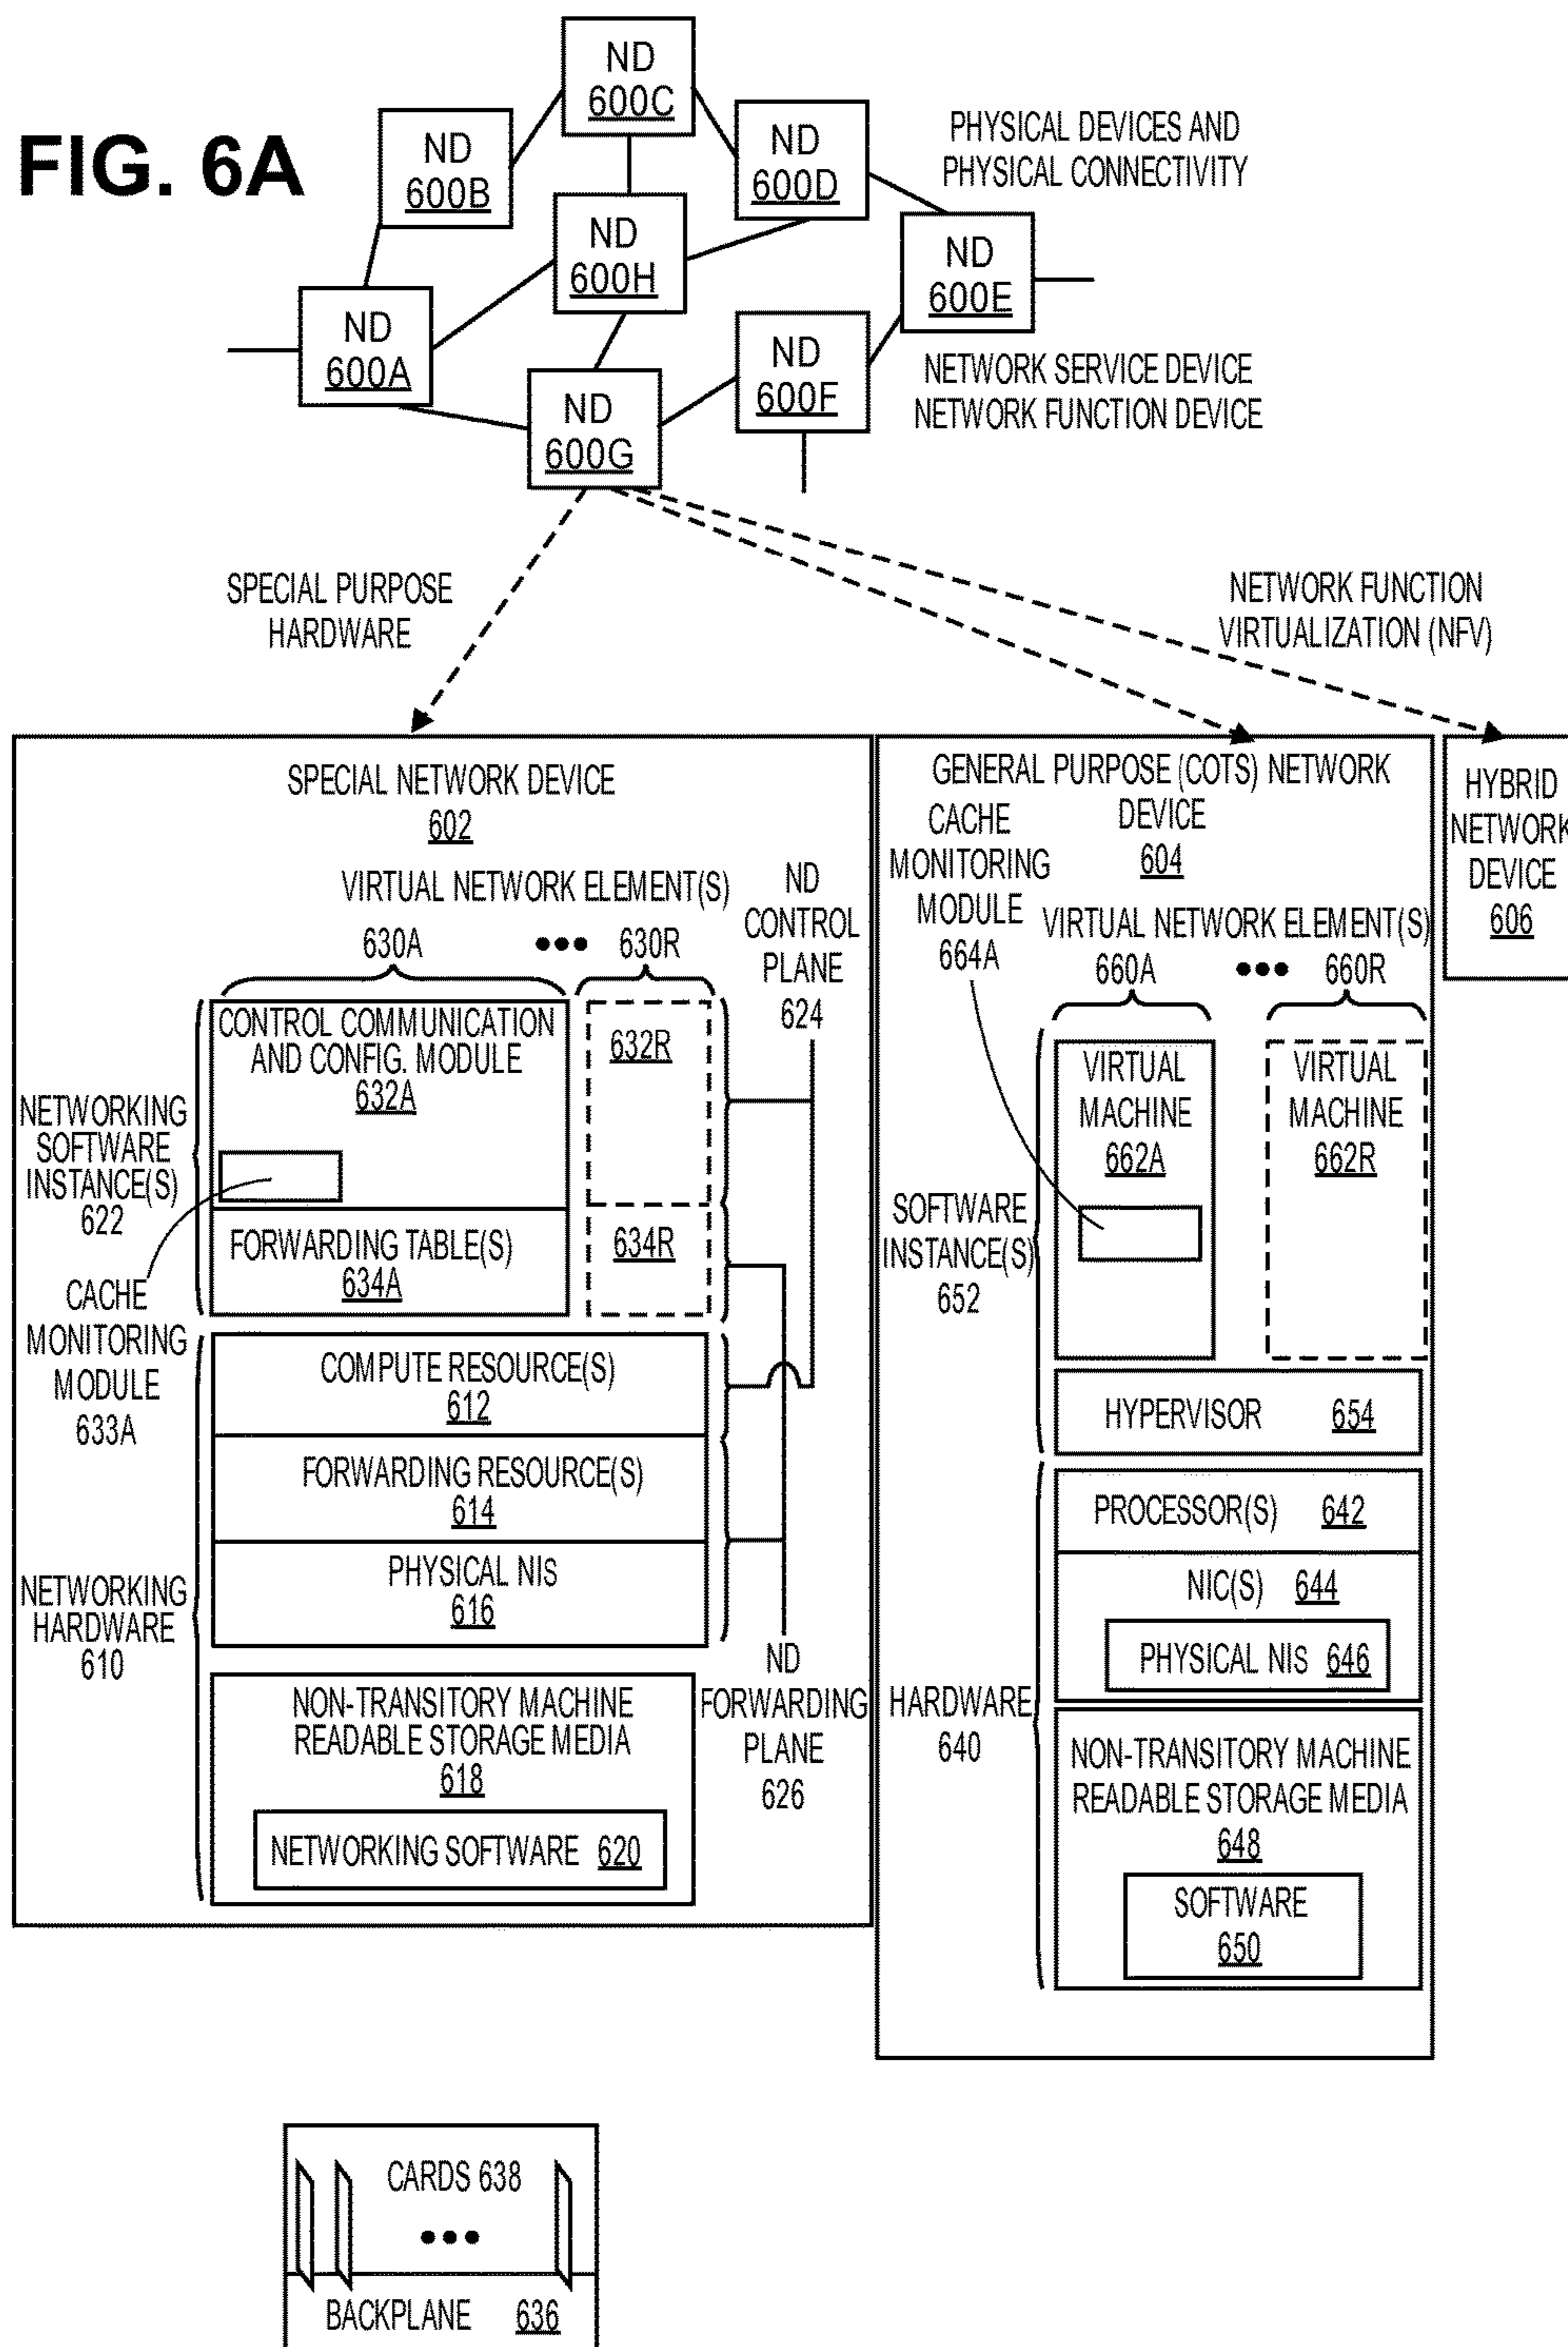 FIG. 6A
ND
600C
ND
600B
ND
600D
PHYSICAL DEVICES AND
PHYSICAL CONNECTIVITY
ND
600H
ND
600E
ND
600A
ND
600F
NETWORK SERVICE DEVICE
NETWORK FUNCTION DEVICE
ND
600G
SPECIAL PURPOSE
HARDWARE
NETWORK FUNCTION
VIRTUALIZATION (NFV)
SPECIAL NETWORK DEVICE
602
VIRTUAL NETWORK ELEMENT(S)
630A ••• 630R
ND
CONTROL
PLANE
624
CONTROL COMMUNICATION
AND CONFIG. MODULE
632A
632R
NETWORKING
SOFTWARE
INSTANCE(S)
622
FORWARDING TABLE(S)
634A
634R
CACHE
MONITORING
MODULE
633A
COMPUTE RESOURCE(S)
612
FORWARDING RESOURCE(S)
614
PHYSICAL NIS
616
NETWORKING
HARDWARE
610
ND
FORWARDING
PLANE
626
NON-TRANSITORY MACHINE
READABLE STORAGE MEDIA
618
NETWORKING SOFTWARE 620
GENERAL PURPOSE (COTS) NETWORK
DEVICE
604
CACHE
MONITORING
MODULE
664A
VIRTUAL NETWORK ELEMENT(S)
660A ••• 660R
VIRTUAL
MACHINE
662A
VIRTUAL
MACHINE
662R
SOFTWARE
INSTANCE(S)
652
HYPERVISOR 654
PROCESSOR(S) 642
NIC(S) 644
PHYSICAL NIS 646
HARDWARE
640
NON-TRANSITORY MACHINE
READABLE STORAGE MEDIA
648
SOFTWARE
650
HYBRID
NETWORK
DEVICE
606
CARDS 638
•••
BACKPLANE 636